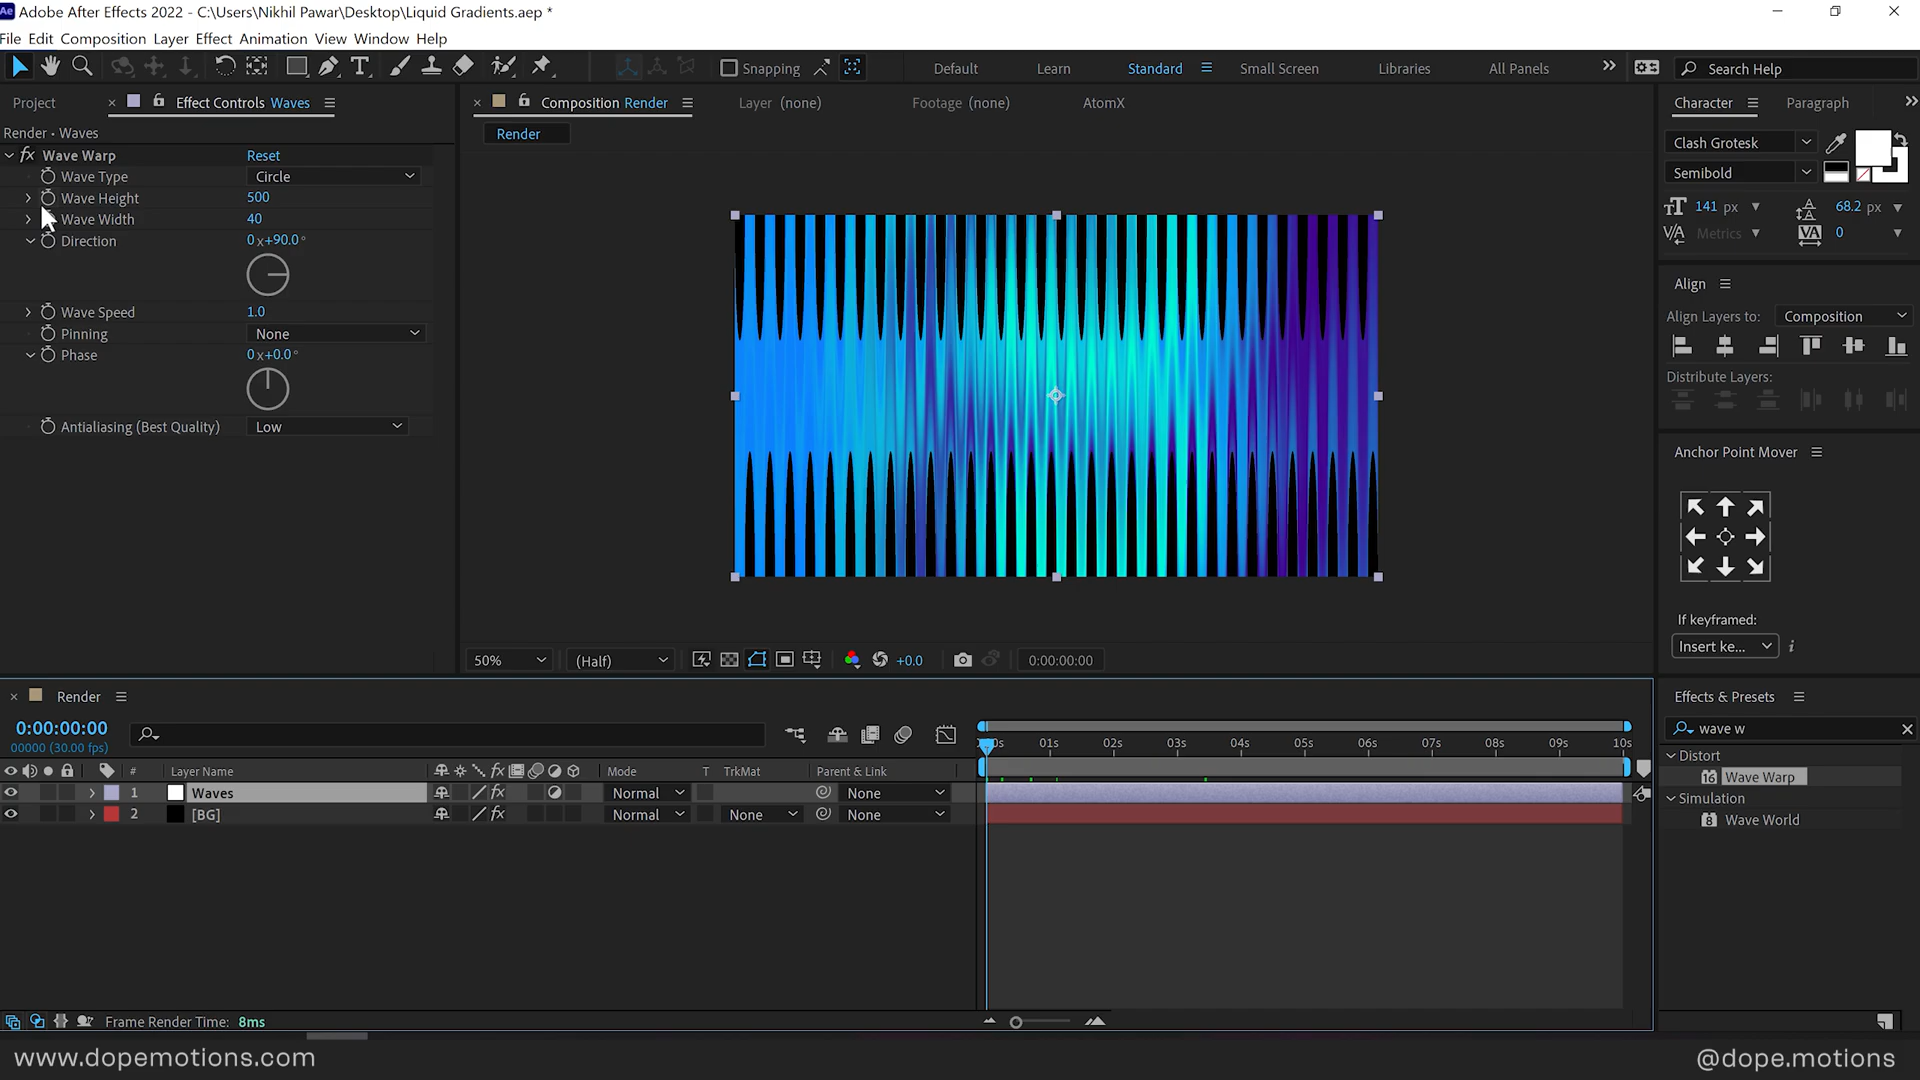 Ae Adobe After Effects 2022 - C:\Users\Nikhil Pawar\Desktop\Liquid Gradients.aep *
File Edit Composition Layer Effect Animation View Window Help
Snapping Default Learn Standard Small Screen Libraries All Panels Search Help
Project Effect Controls Waves Composition Render Layer (none) Footage (none) AtomX Character Paragraph
Render • Waves
Render
fx Wave Warp Reset
Wave Type Circle
Wave Height 500
Wave Width 40
Direction 0x+90.0°
Wave Speed 1.0
Pinning None
Phase 0x+0.0°
Antialiasing (Best Quality) Low
Clash Grotesk
Semibold
141 px 68.2 px
Metrics 0
Align
Align Layers to: Composition
Distribute Layers:
Anchor Point Mover
If keyframed:
Insert ke... i
50% (Half) +0.0 0:00:00:00
Render
0:00:00:00
00000 (30.00 fps)
01s 02s 03s 04s 05s 06s 07s 08s 09s 10s
# Layer Name fx Mode T TrkMat Parent & Link
1 Waves fx Normal None
2 [BG] fx Normal None None
Effects & Presets
wave w
Distort
16 Wave Warp
Simulation
8 Wave World
Frame Render Time: 8ms
www.dopemotions.com
@dope.motions